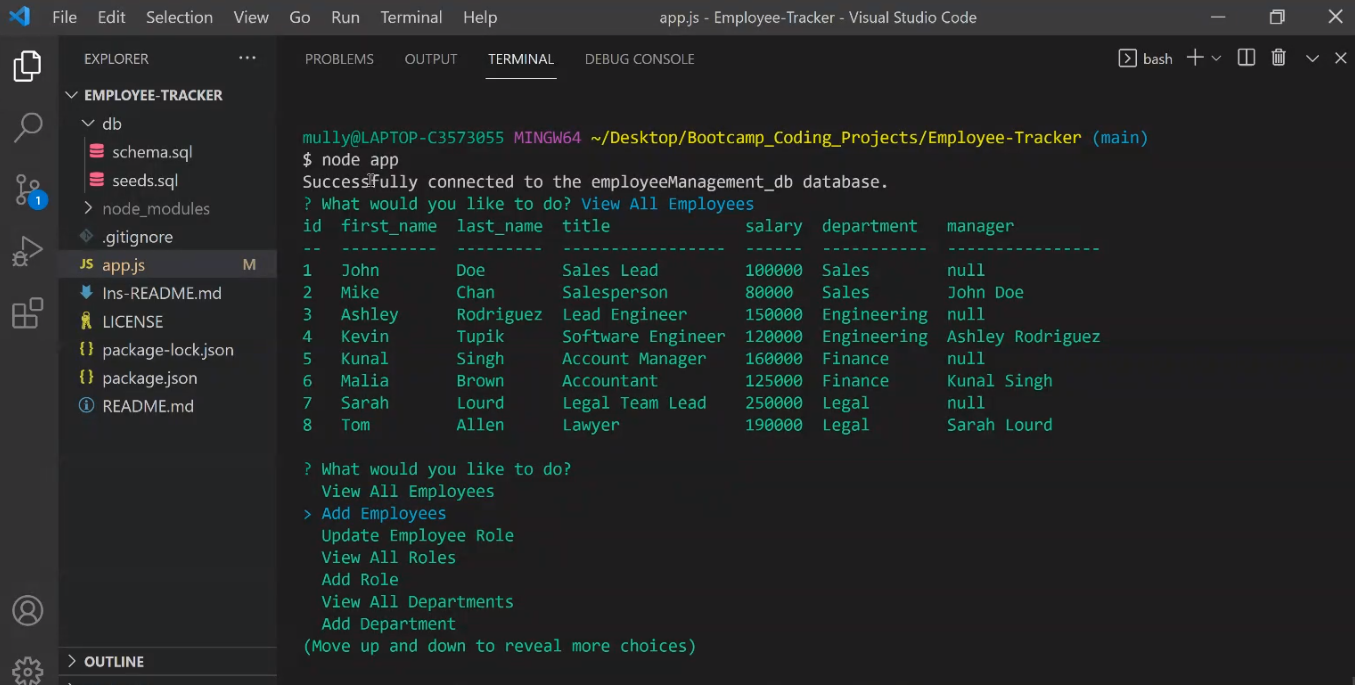 File Edit Selection View Go Run Terminal Help app.js - Employee-Tracker - Visual Studio Code
EXPLORER ...
EMPLOYEE-TRACKER
db
schema.sql
seeds.sql
node_modules
.gitignore
JS app.js M
Ins-README.md
LICENSE
{} package-lock.json
{} package.json
README.md
OUTLINE
1
PROBLEMS OUTPUT TERMINAL DEBUG CONSOLE bash
mully@LAPTOP-C3573055 MINGW64 ~/Desktop/Bootcamp_Coding_Projects/Employee-Tracker (main)
$ node app
Successfully connected to the employeeManagement_db database.
? What would you like to do? View All Employees
id first_name last_name title salary department manager
-- ---------- --------- ----------------- ------ ----------- ----------------
1 John Doe Sales Lead 100000 Sales null
2 Mike Chan Salesperson 80000 Sales John Doe
3 Ashley Rodriguez Lead Engineer 150000 Engineering null
4 Kevin Tupik Software Engineer 120000 Engineering Ashley Rodriguez
5 Kunal Singh Account Manager 160000 Finance null
6 Malia Brown Accountant 125000 Finance Kunal Singh
7 Sarah Lourd Legal Team Lead 250000 Legal null
8 Tom Allen Lawyer 190000 Legal Sarah Lourd
? What would you like to do?
View All Employees
> Add Employees
Update Employee Role
View All Roles
Add Role
View All Departments
Add Department
(Move up and down to reveal more choices)